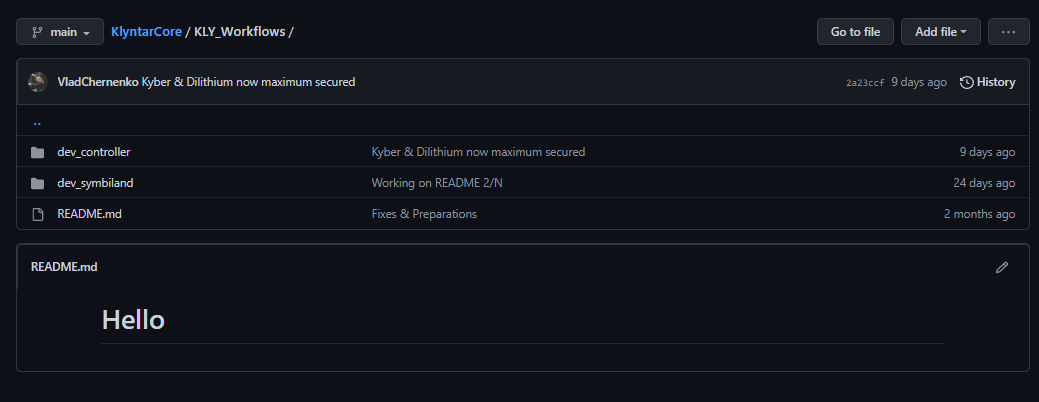 main KlyntarCore / KLY_Workflows / Go to file Add file ...
VladChernenko Kyber & Dilithium now maximum secured 2a23ccf 9 days ago History
..
dev_controller Kyber & Dilithium now maximum secured 9 days ago
dev_symbiland Working on README 2/N 24 days ago
README.md Fixes & Preparations 2 months ago
README.md
Hello